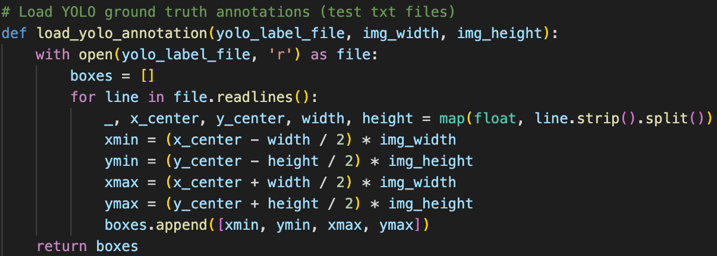 # Load YOLO ground truth annotations (test txt files)
def load_yolo_annotation(yolo_label_file, img_width, img_height):
    with open(yolo_label_file, 'r') as file:
        boxes = []
        for line in file.readlines():
            _, x_center, y_center, width, height = map(float, line.strip().split())
            xmin = (x_center - width / 2) * img_width
            ymin = (y_center - height / 2) * img_height
            xmax = (x_center + width / 2) * img_width
            ymax = (y_center + height / 2) * img_height
            boxes.append([xmin, ymin, xmax, ymax])
    return boxes